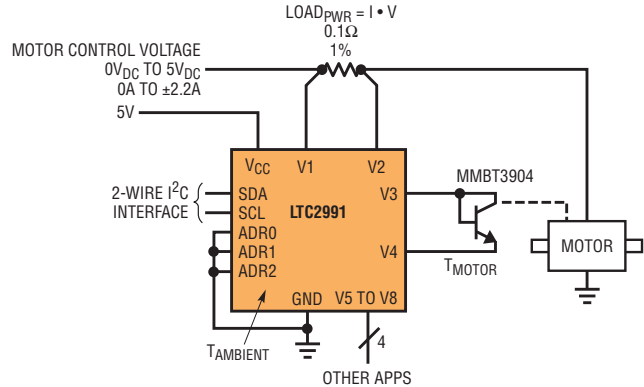 LOADPWR = I • V
0.1Ω
1%
MOTOR CONTROL VOLTAGE
0VDC TO 5VDC
0A TO ±2.2A
5V
VCC
V1
V2
2-WIRE I2C
INTERFACE
SDA
SCL
ADR0
ADR1
ADR2
LTC2991
V3
V4
MMBT3904
TMOTOR
MOTOR
GND
V5 TO V8
TAMBIENT
4
OTHER APPS